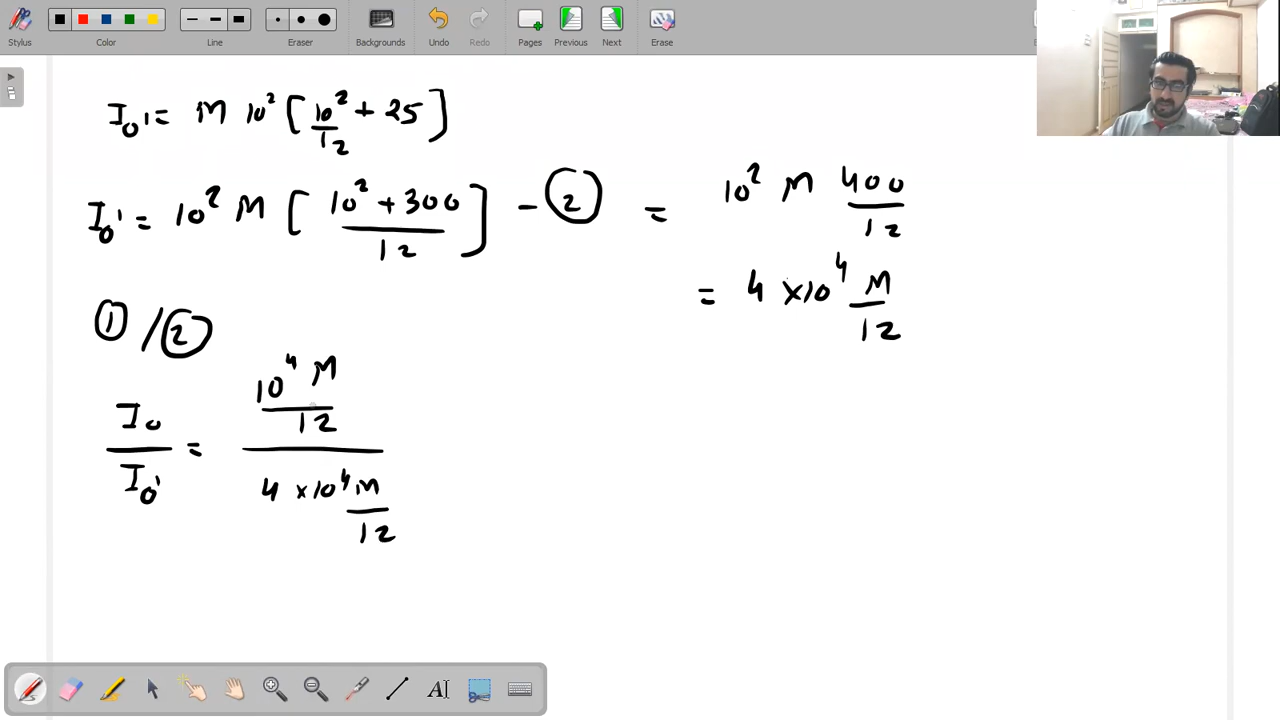 Stylus Color Line Eraser Backgrounds Undo Redo Pages Previous Next Erase
I₀' = M 10² [ 10²/12 + 25 ]
I₀' = 10² M [ (10² + 300)/12 ] - ② = 10² M 400/12
= 4 × 10⁴ M/12
① / ②
I₀/I₀' = (10⁴ M/12)/(4 × 10⁴ M/12)